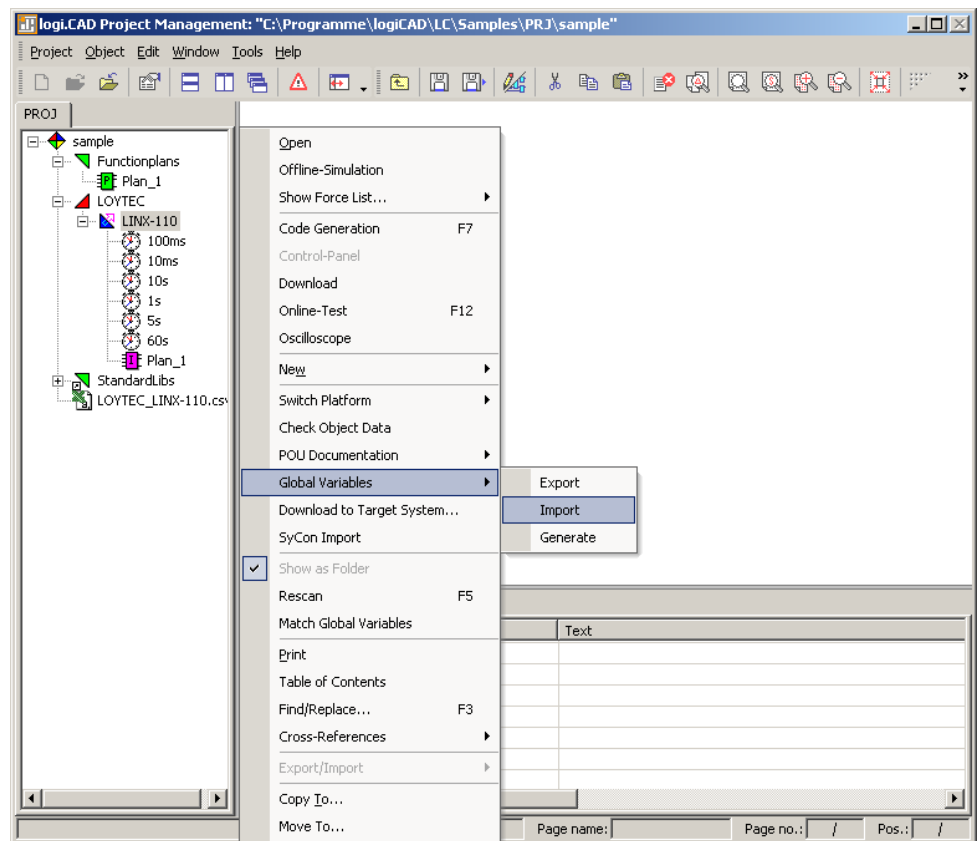 logi.CAD Project Management: "C:\Programme\logiCAD\LC\Samples\PRJ\sample"
Project Object Edit Window Tools Help
PROJ
sample
Functionplans
Plan_1
LOYTEC
LINX-110
100ms
10ms
10s
1s
5s
60s
Plan_1
StandardLibs
LOYTEC_LINX-110.csv
Open
Offline-Simulation
Show Force List...
Code Generation F7
Control-Panel
Download
Online-Test F12
Oscilloscope
New
Switch Platform
Check Object Data
POU Documentation
Global Variables
Download to Target System...
SyCon Import
Show as Folder
Rescan F5
Match Global Variables
Print
Table of Contents
Find/Replace... F3
Cross-References
Export/Import
Copy To...
Move To...
Export
Import
Generate
Text
Page name: Page no.: / Pos.: /